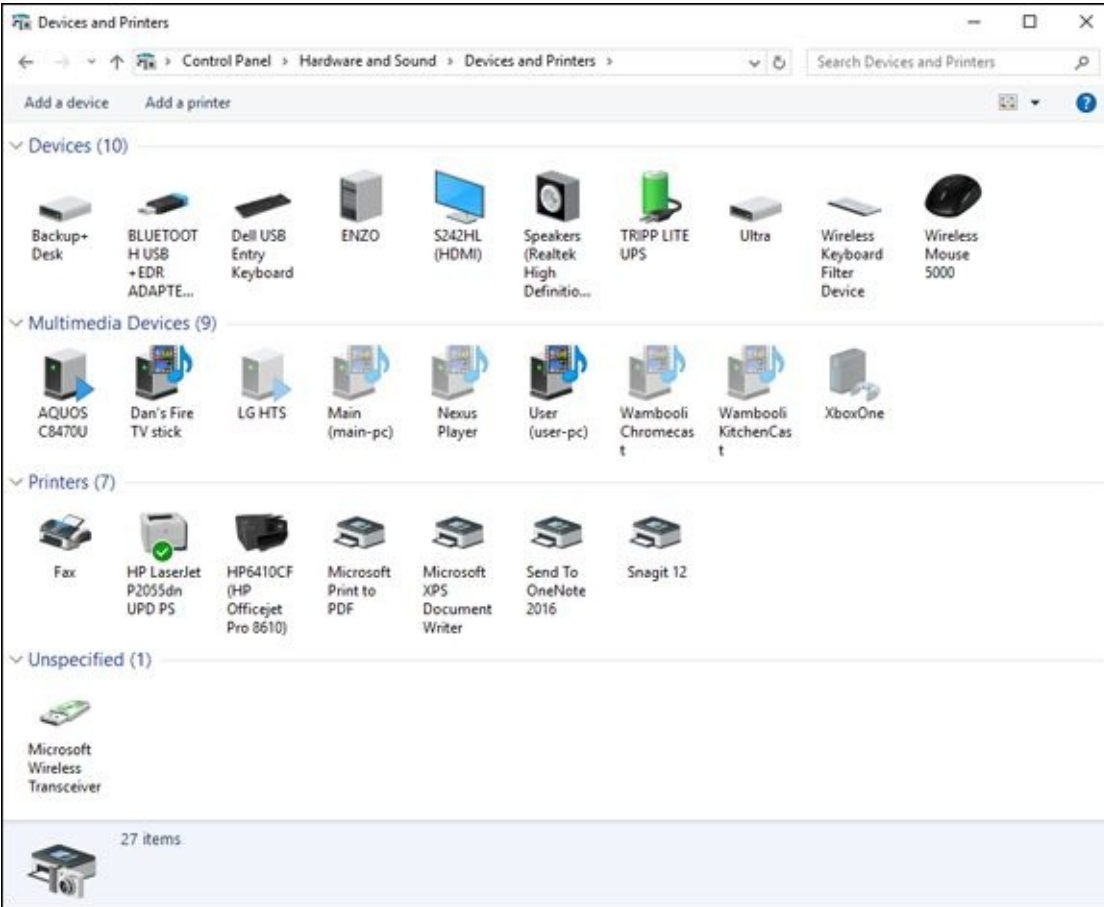 Devices and Printers
Control Panel > Hardware and Sound > Devices and Printers >
Search Devices and Printers
Add a device Add a printer
Devices (10)
Backup+
Desk
BLUETOOT
H USB
+EDR
ADAPTE...
Dell USB
Entry
Keyboard
ENZO
S242HL
(HDMI)
Speakers
(Realtek
High
Definitio...
TRIPP LITE
UPS
Ultra
Wireless
Keyboard
Filter
Device
Wireless
Mouse
5000
Multimedia Devices (9)
AQUOS
C8470U
Dan's Fire
TV stick
LG HTS
Main
(main-pc)
Nexus
Player
User
(user-pc)
Wambooli
Chromecas
t
Wambooli
KitchenCas
t
XboxOne
Printers (7)
Fax
HP LaserJet
P2055dn
UPD PS
HP6410CF
(HP
Officejet
Pro 8610)
Microsoft
Print to
PDF
Microsoft
XPS
Document
Writer
Send To
OneNote
2016
Snagit 12
Unspecified (1)
Microsoft
Wireless
Transceiver
27 items